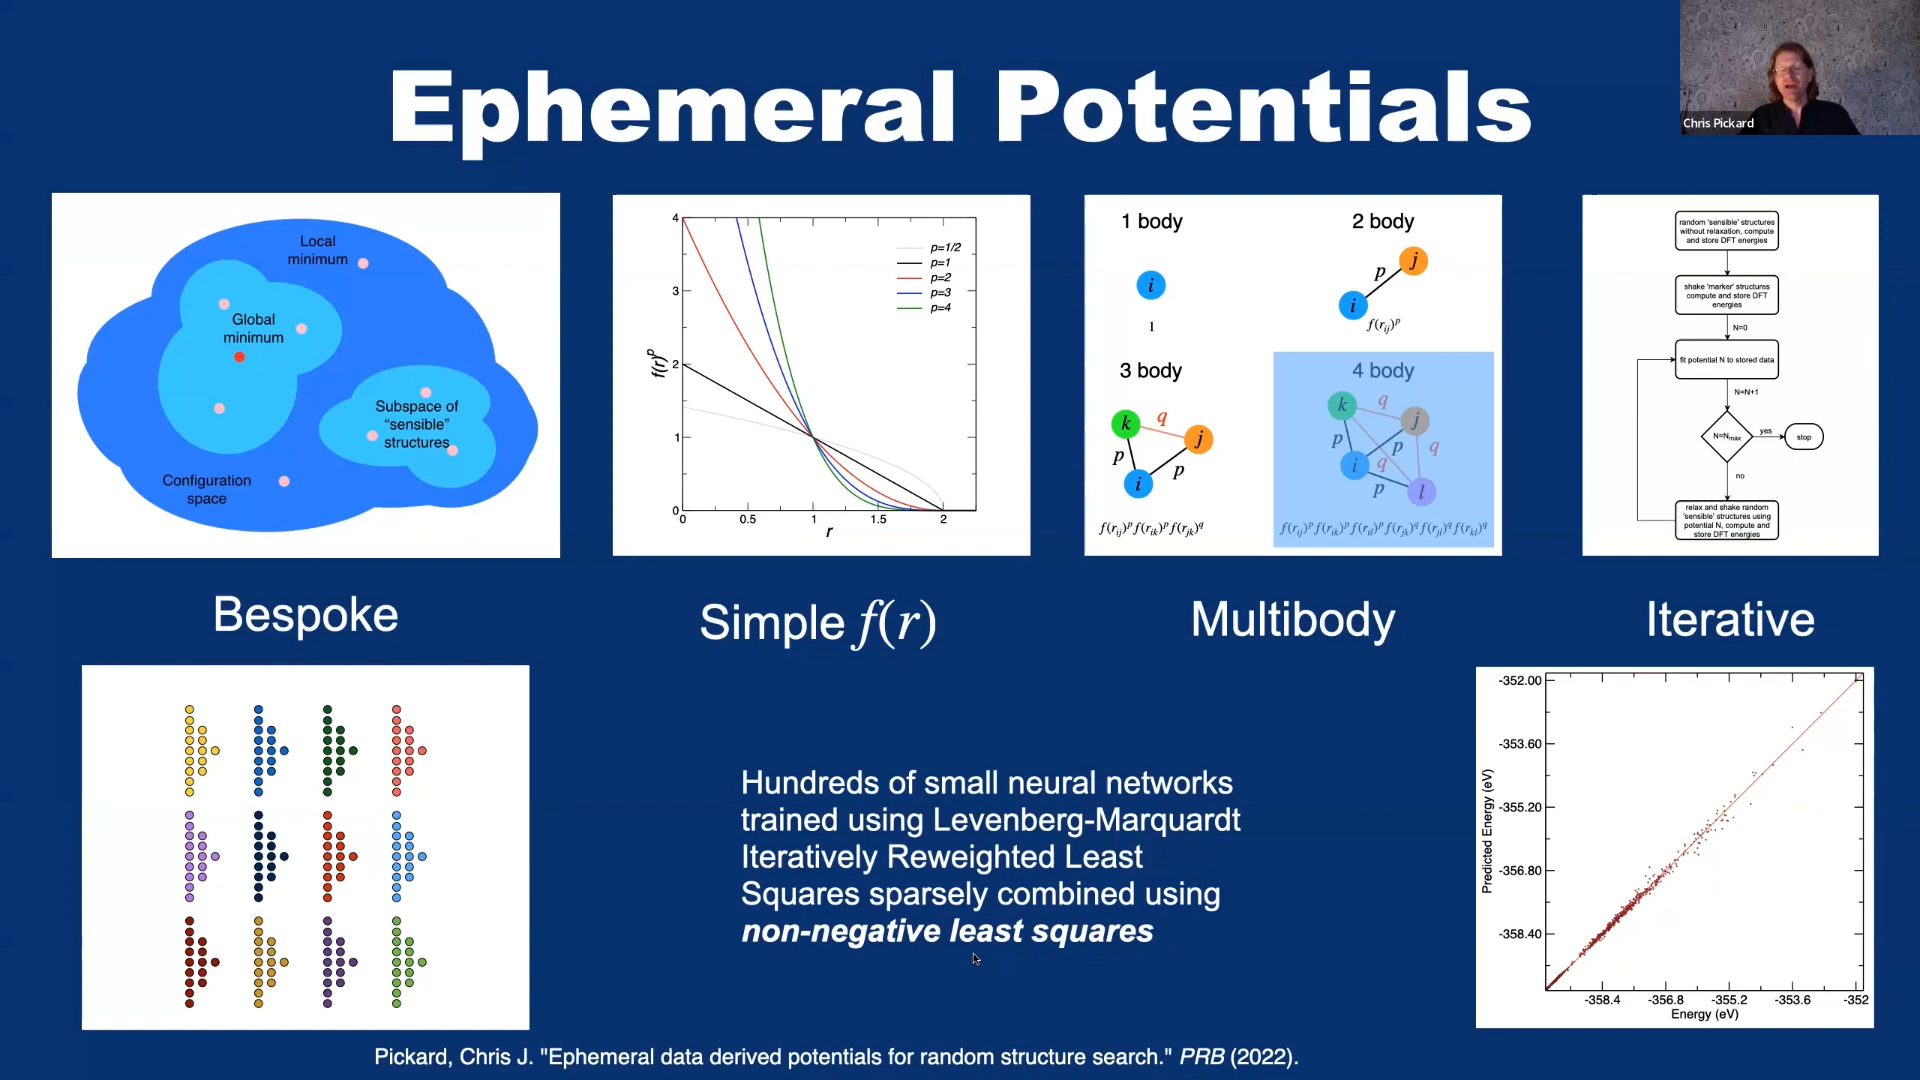 Ephemeral Potentials
Chris Pickard
Local
minimum
Global
minimum
Subspace of
“sensible”
structures
Configuration
space
Bespoke
4
3
2
1
0
0
0.5
1
1.5
2
f(r)^p
r
p=1/2
p=1
p=2
p=3
p=4
Simple f(r)
1 body
i
1
2 body
j
p
i
f(r_ij)^p
3 body
k
q
j
p
p
i
f(r_ij)^p f(r_ik)^p f(r_jk)^q
4 body
k
q
j
p
p
q
i
q
p
l
f(r_ij)^p f(r_ik)^p f(r_il)^p f(r_jk)^q f(r_jl)^q f(r_kl)^q
Multibody
random 'sensible' structures
without relaxation, compute
and store DFT energies
shake 'marker' structures
compute and store DFT
energies
N=0
fit potential N to stored data
N=N+1
N=N_max
yes
stop
no
relax and shake random
'sensible' structures using
potential N, compute and
store DFT energies
Iterative
Hundreds of small neural networks
trained using Levenberg-Marquardt
Iteratively Reweighted Least
Squares sparsely combined using
non-negative least squares
-352.00
-353.60
-355.20
-356.80
-358.40
Predicted Energy (eV)
-358.4
-356.8
-355.2
-353.6
-352
Energy (eV)
Pickard, Chris J. "Ephemeral data derived potentials for random structure search." PRB (2022).